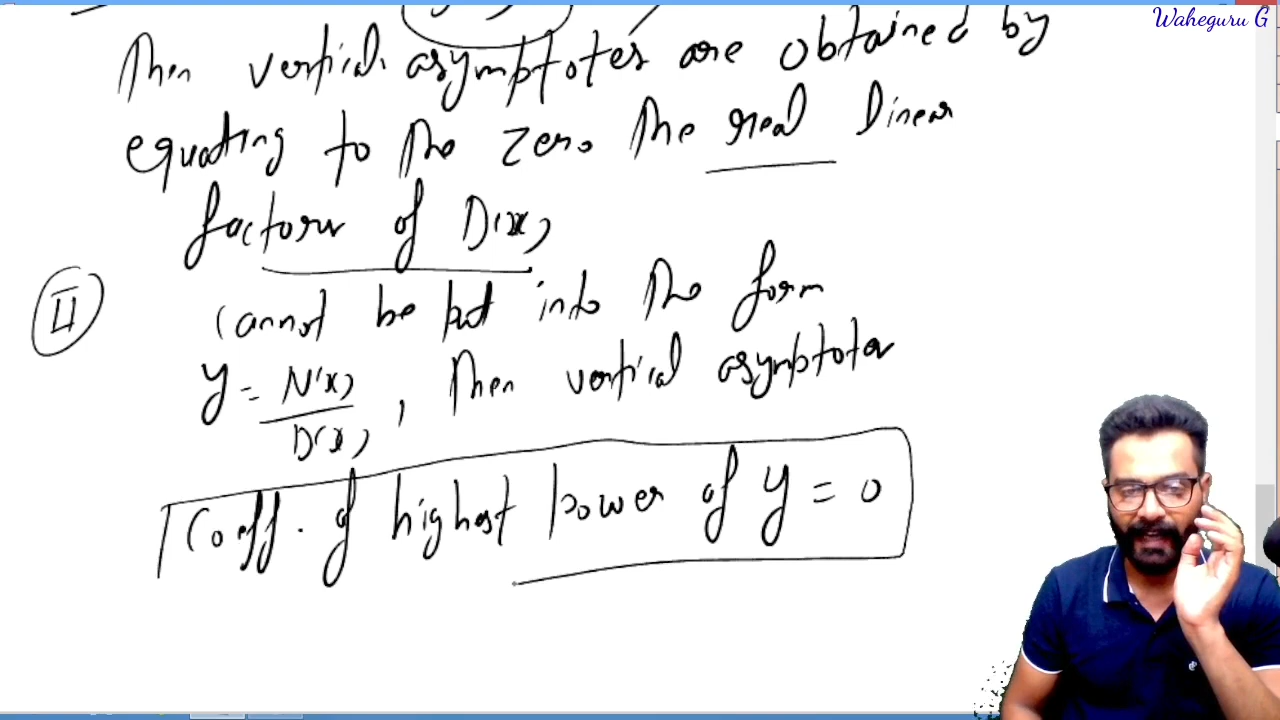 Waheguru G
Then vertical asymptotes are obtained by
equating to the zero the real linear
factors of D(x)
II cannot be put into the form
y = N(x)/D(x), Then vertical asymptotes
Coeff. of highest power of y = 0